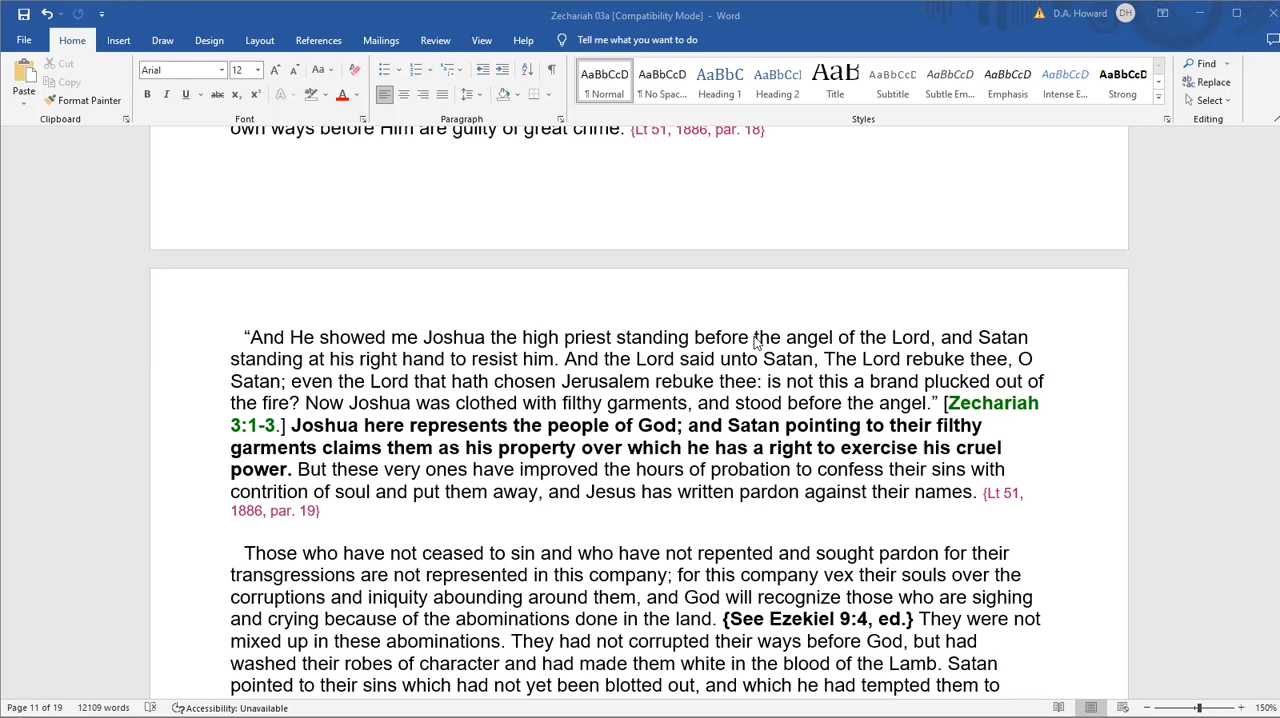 Zechariah 03a [Compatibility Mode] - Word
D.A. Howard DH
File Home Insert Draw Design Layout References Mailings Review View Help Tell me what you want to do
Paste
Cut
Copy
Format Painter
Clipboard
Arial 12 A A Aa A
B I U abc x₂ x² A A
Font
Paragraph
AaBbCcD AaBbCcD AaBbC AaBbCcI AaB AaBbCcD AaBbCcD AaBbCcD AaBbCcD AaBbCcD
¶ Normal ¶ No Spac... Heading 1 Heading 2 Title Subtitle Subtle Em... Emphasis Intense E... Strong
Styles
Find
Replace
Select
Editing
own ways before Him are guilty of great crime. {Lt 51, 1886, par. 18}
“And He showed me Joshua the high priest standing before the angel of the Lord, and Satan
standing at his right hand to resist him. And the Lord said unto Satan, The Lord rebuke thee, O
Satan; even the Lord that hath chosen Jerusalem rebuke thee: is not this a brand plucked out of
the fire? Now Joshua was clothed with filthy garments, and stood before the angel.” [Zechariah
3:1-3.] Joshua here represents the people of God; and Satan pointing to their filthy
garments claims them as his property over which he has a right to exercise his cruel
power. But these very ones have improved the hours of probation to confess their sins with
contrition of soul and put them away, and Jesus has written pardon against their names. {Lt 51,
1886, par. 19}
Those who have not ceased to sin and who have not repented and sought pardon for their
transgressions are not represented in this company; for this company vex their souls over the
corruptions and iniquity abounding around them, and God will recognize those who are sighing
and crying because of the abominations done in the land. {See Ezekiel 9:4, ed.} They were not
mixed up in these abominations. They had not corrupted their ways before God, but had
washed their robes of character and had made them white in the blood of the Lamb. Satan
pointed to their sins which had not yet been blotted out, and which he had tempted them to
Page 11 of 19 12109 words Accessibility: Unavailable 150%